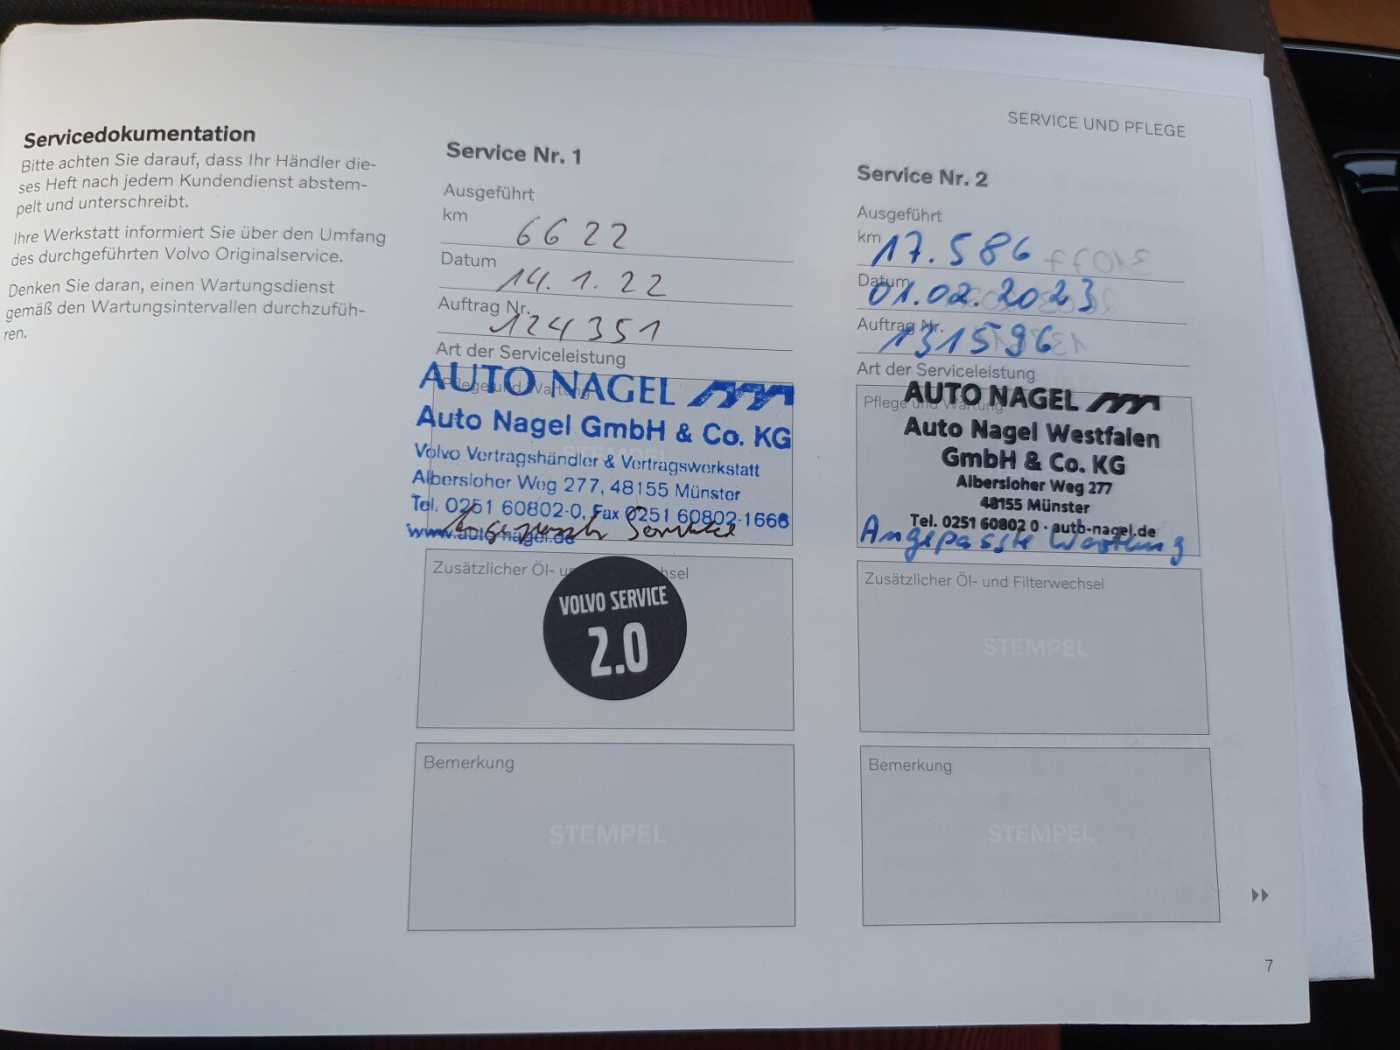 SERVICE UND PFLEGE
Servicedokumentation
Bitte achten Sie darauf, dass Ihr Händler die-
ses Heft nach jedem Kundendienst abstem-
pelt und unterschreibt.
Ihre Werkstatt informiert Sie über den Umfang
des durchgeführten Volvo Originalservice.
Denken Sie daran, einen Wartungsdienst
gemäß den Wartungsintervallen durchzufüh-
ren.
Service Nr. 1
Ausgeführt
km 6622
Datum 14.1.22
Auftrag Nr. 124351
Art der Serviceleistung
Pflege und Wartung
AUTO NAGEL
Auto Nagel GmbH & Co. KG
Volvo Vertragshändler & Vertragswerkstatt
Albersloher Weg 277, 48155 Münster
Tel. 0251 60802-0, Fax 0251 60802-1666
www.auto-nagel.de
Service
Zusätzlicher Öl- u
hsel
VOLVO SERVICE
2.0
Bemerkung
STEMPEL
Service Nr. 2
Ausgeführt
km 17.586
Datum 01.02.2023
Auftrag Nr. 131596
Art der Serviceleistung
Pflege und Wartung
AUTO NAGEL
Auto Nagel Westfalen
GmbH & Co. KG
Albersloher Weg 277
48155 Münster
Tel. 0251 60802 0 · auto-nagel.de
Angepasste Wartung
Zusätzlicher Öl- und Filterwechsel
STEMPEL
Bemerkung
STEMPEL
7